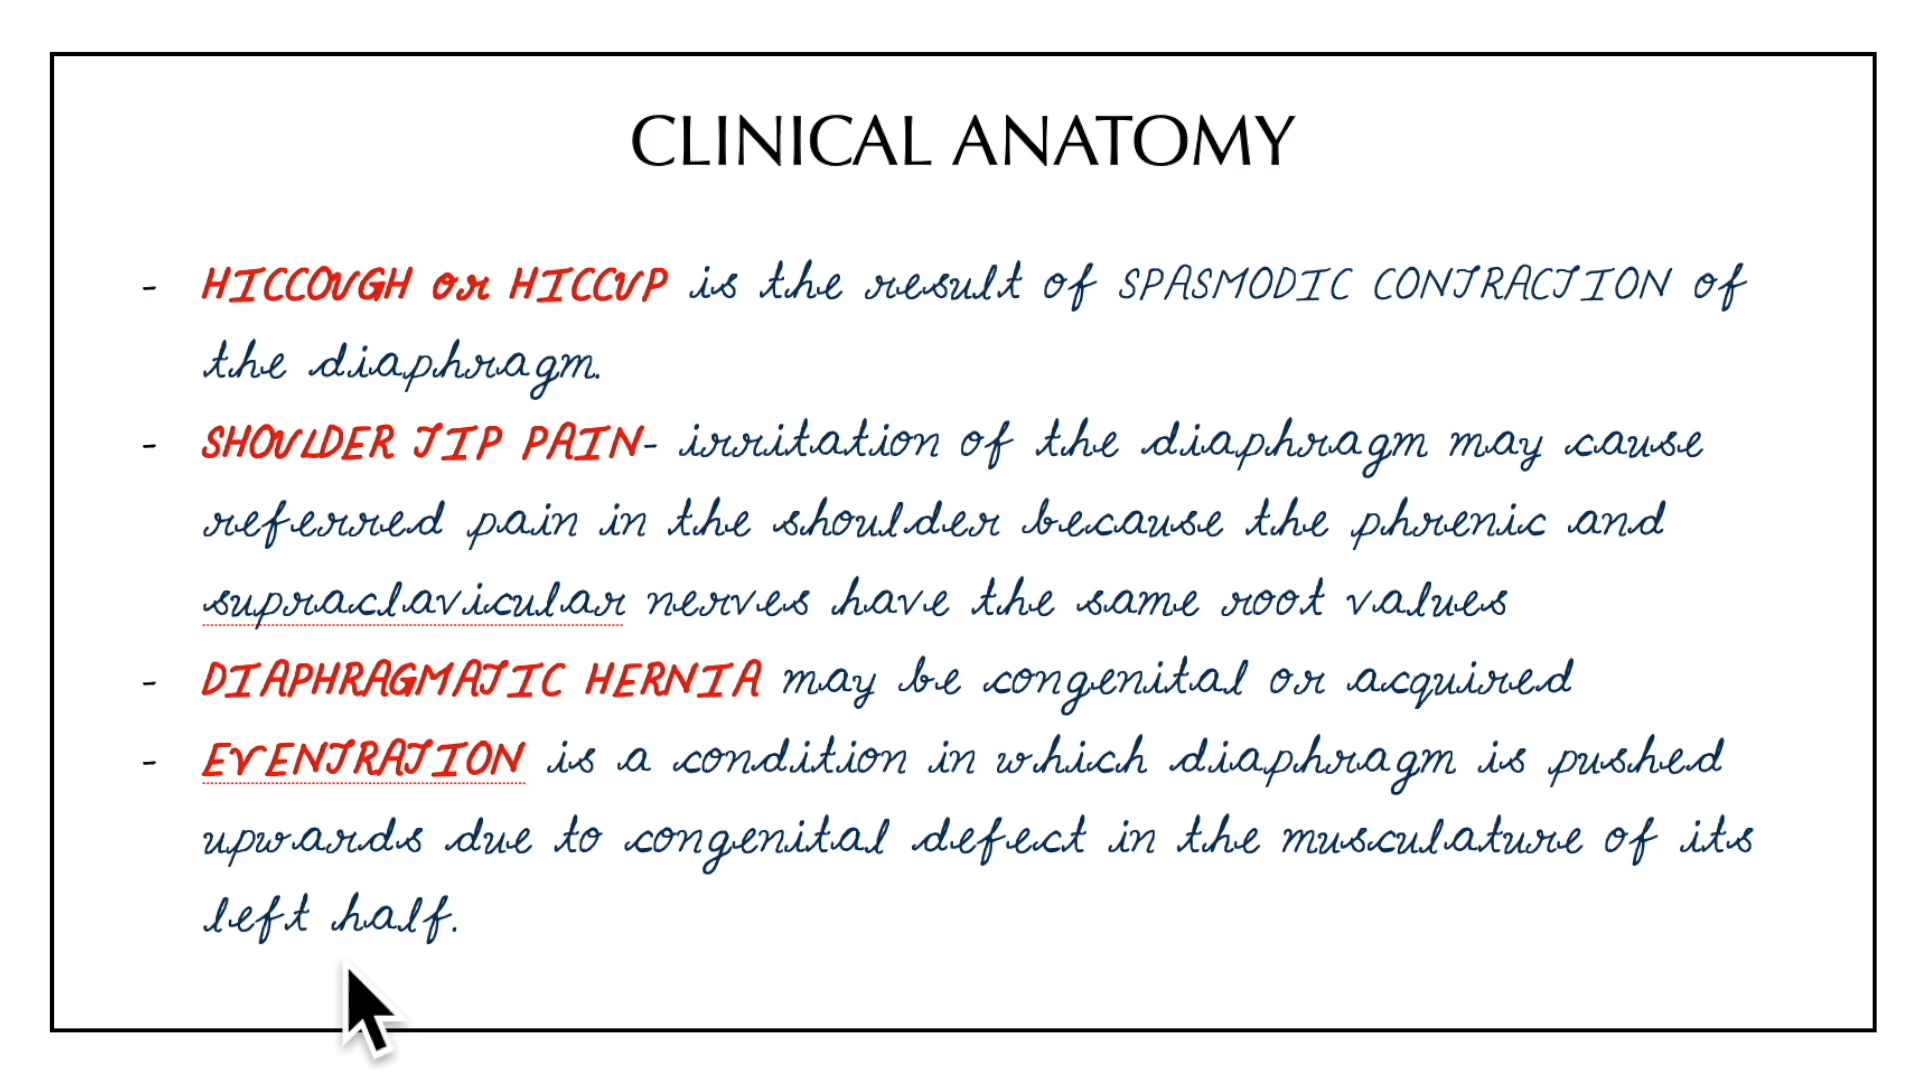 CLINICAL ANATOMY
- HICCOUGH or HICCUP is the result of SPASMODIC CONTRACTION of
the diaphragm.
- SHOULDER TIP PAIN- irritation of the diaphragm may cause
referred pain in the shoulder because the phrenic and
supraclavicular nerves have the same root values
- DIAPHRAGMATIC HERNIA may be congenital or acquired
- EVENTRATION is a condition in which diaphragm is pushed
upwards due to congenital defect in the musculature of its
left half.